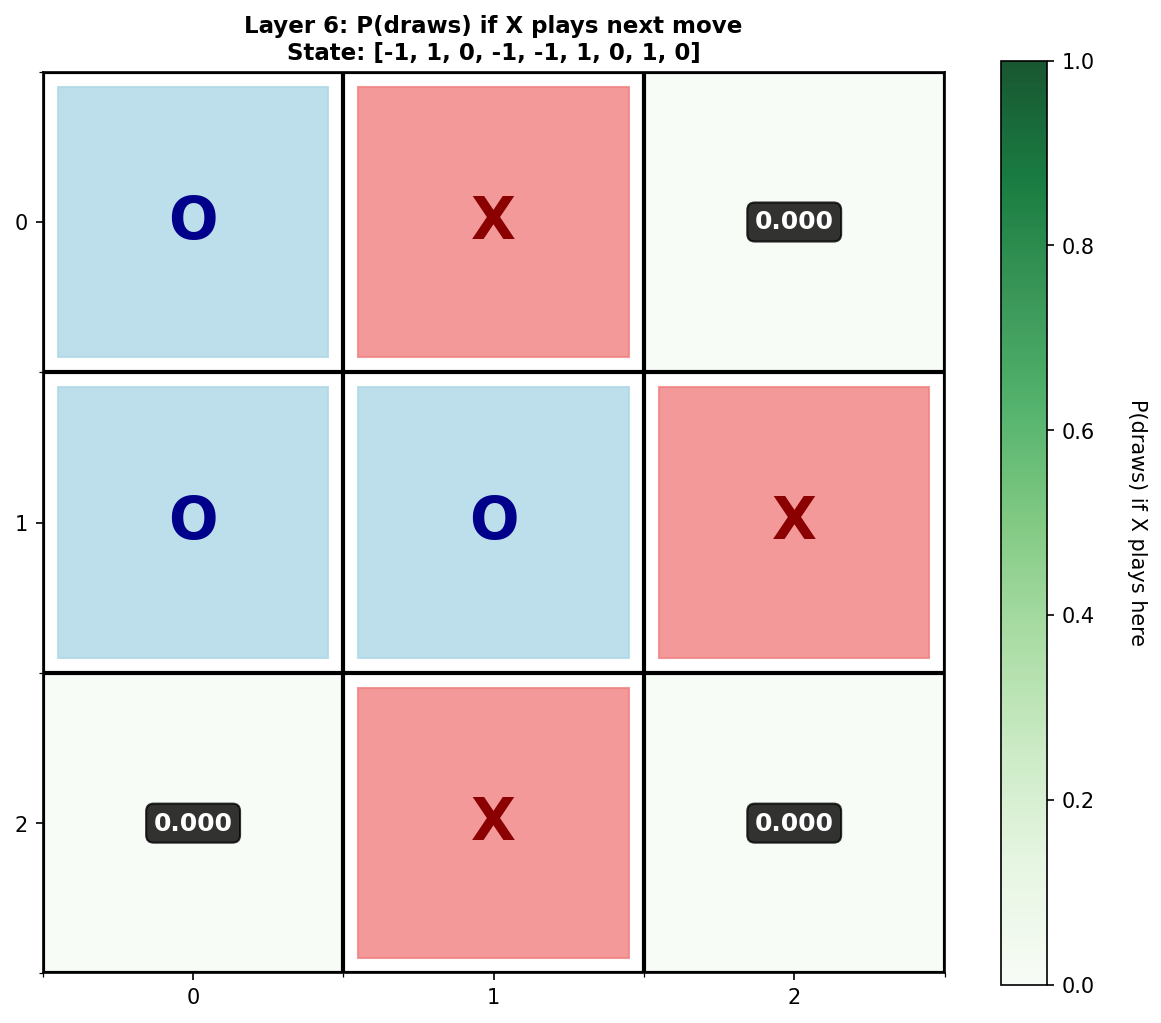 Layer 6: P(draws) if X plays next move
State: [-1, 1, 0, -1, -1, 1, 0, 1, 0]
0
O
X
0.000
1
O
O
X
2
0.000
X
0.000
0
1
2
1.0
0.8
0.6
0.4
0.2
0.0
P(draws) if X plays here